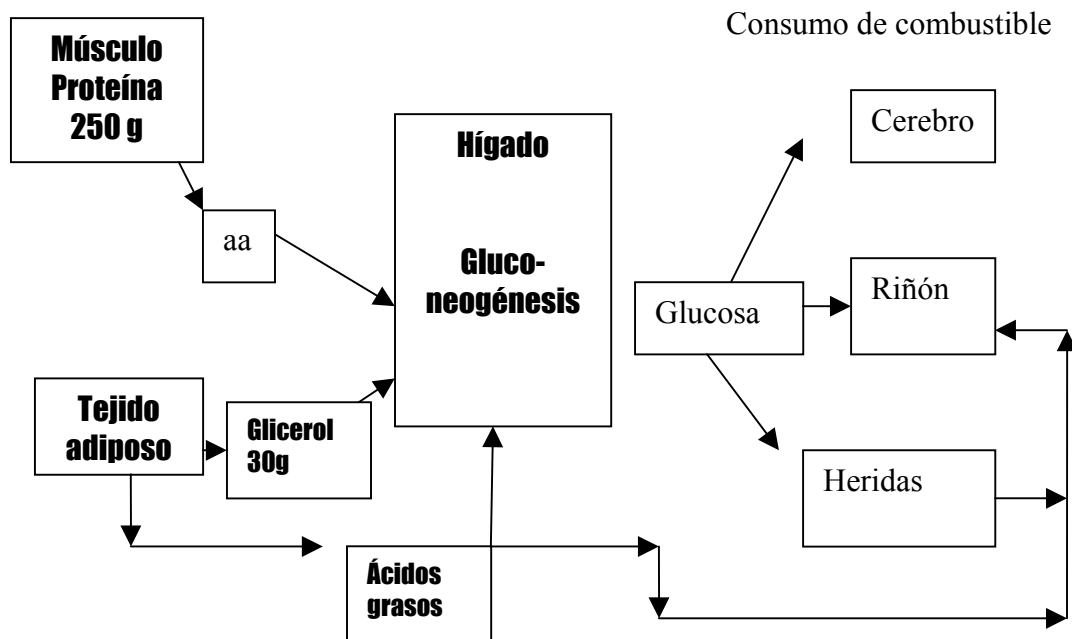 Consumo de combustible
Músculo
Proteína
250 g
Cerebro
Hígado
aa
Gluco-
neogénesis
Glucosa
Riñón
Tejido
adiposo
Glicerol
30g
Heridas
Ácidos
grasos